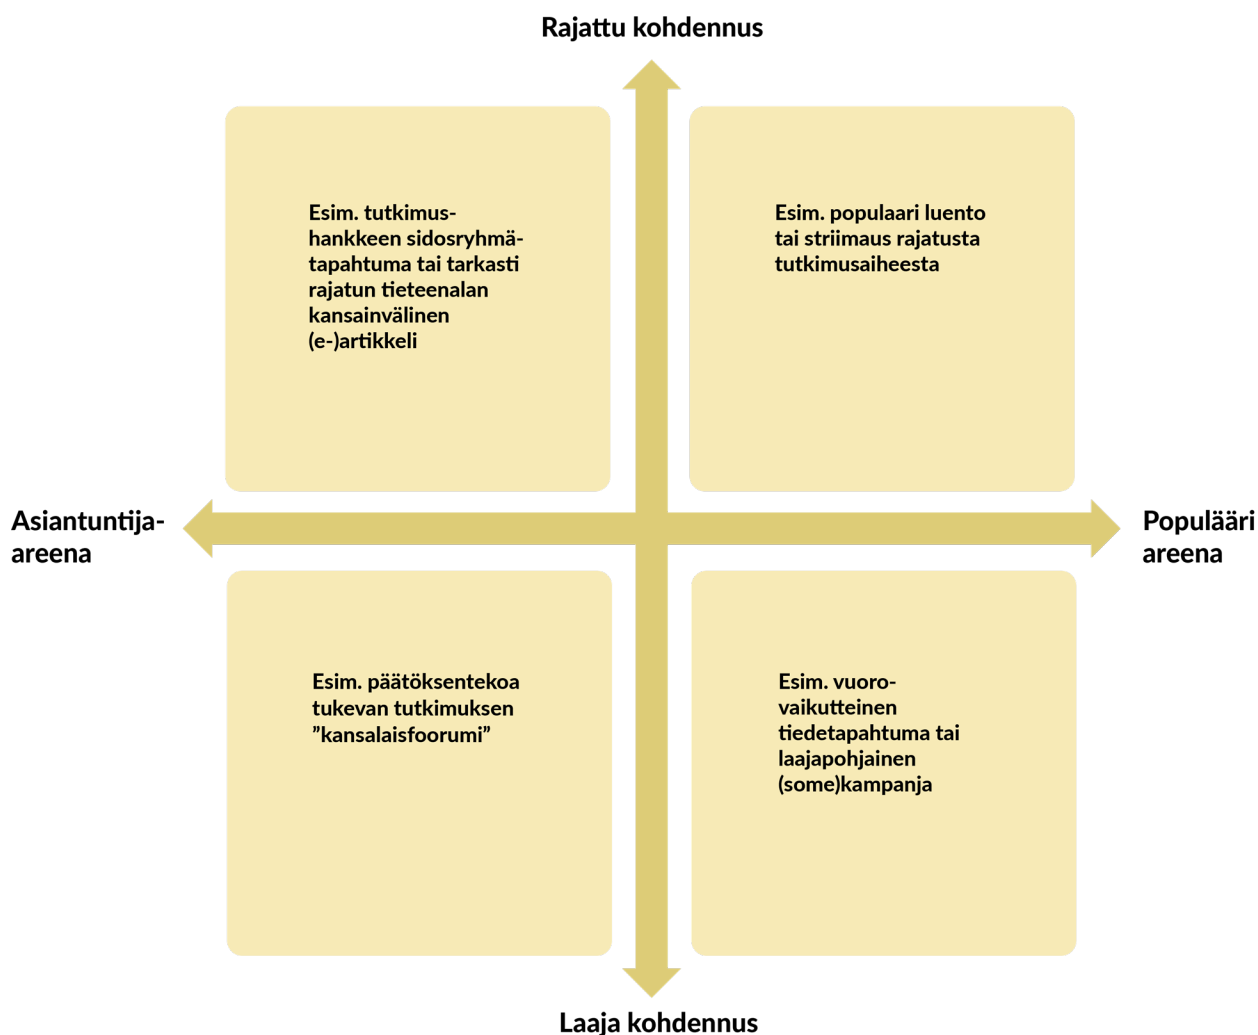 Rajattu kohdennus
Esim. tutkimus-
hankkeen sidosryhmä-
tapahtuma tai tarkasti
rajatun tieteenalan
kansainvälinen
(e-)artikkeli
Esim. populaari luento
tai striimaus rajatusta
tutkimusaiheesta
Asiantuntija-
areena
Populääri
areena
Esim. päätöksentekoa
tukevan tutkimuksen
”kansalaisfoorumi”
Esim. vuoro-
vaikutteinen
tiedetapahtuma tai
laajapohjainen
(some)kampanja
Laaja kohdennus